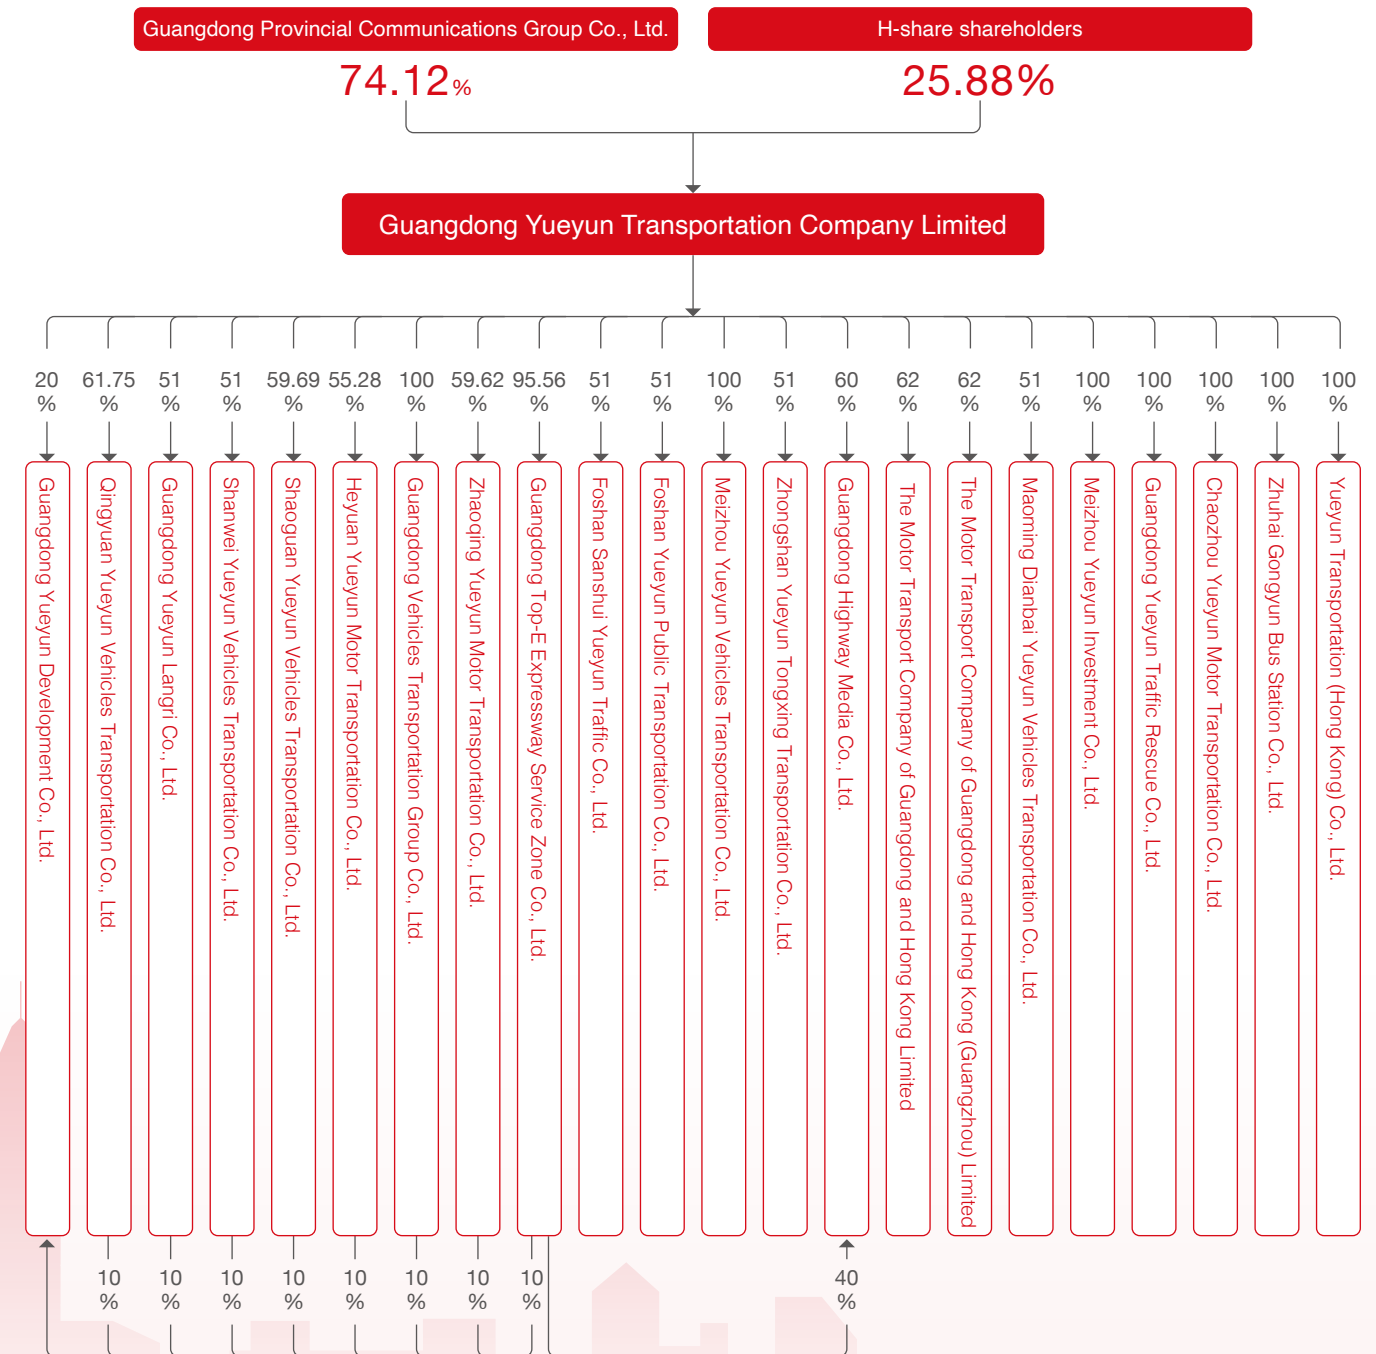 Guangdong Provincial Communications Group Co., Ltd.
H-share shareholders
74.12%
25.88%
Guangdong Yueyun Transportation Company Limited
20 61.75 51 51 59.69 55.28 100 59.62 95.56 51 51 100 51 60 62 62 51 100 100 100 100 100
% % % % % % % % % % % % % % % % % % % % % %
Guangdong Yueyun Development Co., Ltd.
Qingyuan Yueyun Vehicles Transportation Co., Ltd.
Guangdong Yueyun Langri Co., Ltd.
Shanwei Yueyun Vehicles Transportation Co., Ltd.
Shaoguan Yueyun Vehicles Transportation Co., Ltd.
Heyuan Yueyun Motor Transportation Co., Ltd.
Guangdong Vehicles Transportation Group Co., Ltd.
Zhaoqing Yueyun Motor Transportation Co., Ltd.
Guangdong Top-E Expressway Service Zone Co., Ltd.
Foshan Sanshui Yueyun Traffic Co., Ltd.
Foshan Yueyun Public Transportation Co., Ltd.
Meizhou Yueyun Vehicles Transportation Co., Ltd.
Zhongshan Yueyun Tongxing Transportation Co., Ltd.
Guangdong Highway Media Co., Ltd.
The Motor Transport Company of Guangdong and Hong Kong Limited
The Motor Transport Company of Guangdong and Hong Kong (Guangzhou) Limited
Maoming Dianbai Yueyun Vehicles Transportation Co., Ltd.
Meizhou Yueyun Investment Co., Ltd.
Guangdong Yueyun Traffic Rescue Co., Ltd.
Chaozhou Yueyun Motor Transportation Co., Ltd.
Zhuhai Gongyun Bus Station Co., Ltd.
Yueyun Transportation (Hong Kong) Co., Ltd.
10 10 10 10 10 10 10 10 40
% % % % % % % % %